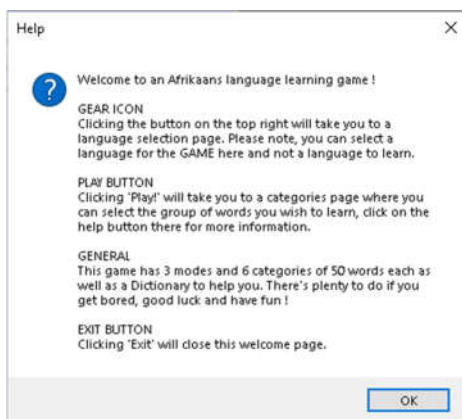 Help
Welcome to an Afrikaans language learning game !
GEAR ICON
Clicking the button on the top right will take you to a
language selection page. Please note, you can select a
language for the GAME here and not a language to learn.
PLAY BUTTON
Clicking 'Play!' will take you to a categories page where you
can select the group of words you wish to learn, click on the
help button there for more information.
GENERAL
This game has 3 modes and 6 categories of 50 words each as
well as a Dictionary to help you. There's plenty to do if you
get bored, good luck and have fun !
EXIT BUTTON
Clicking 'Exit' will close this welcome page.
OK